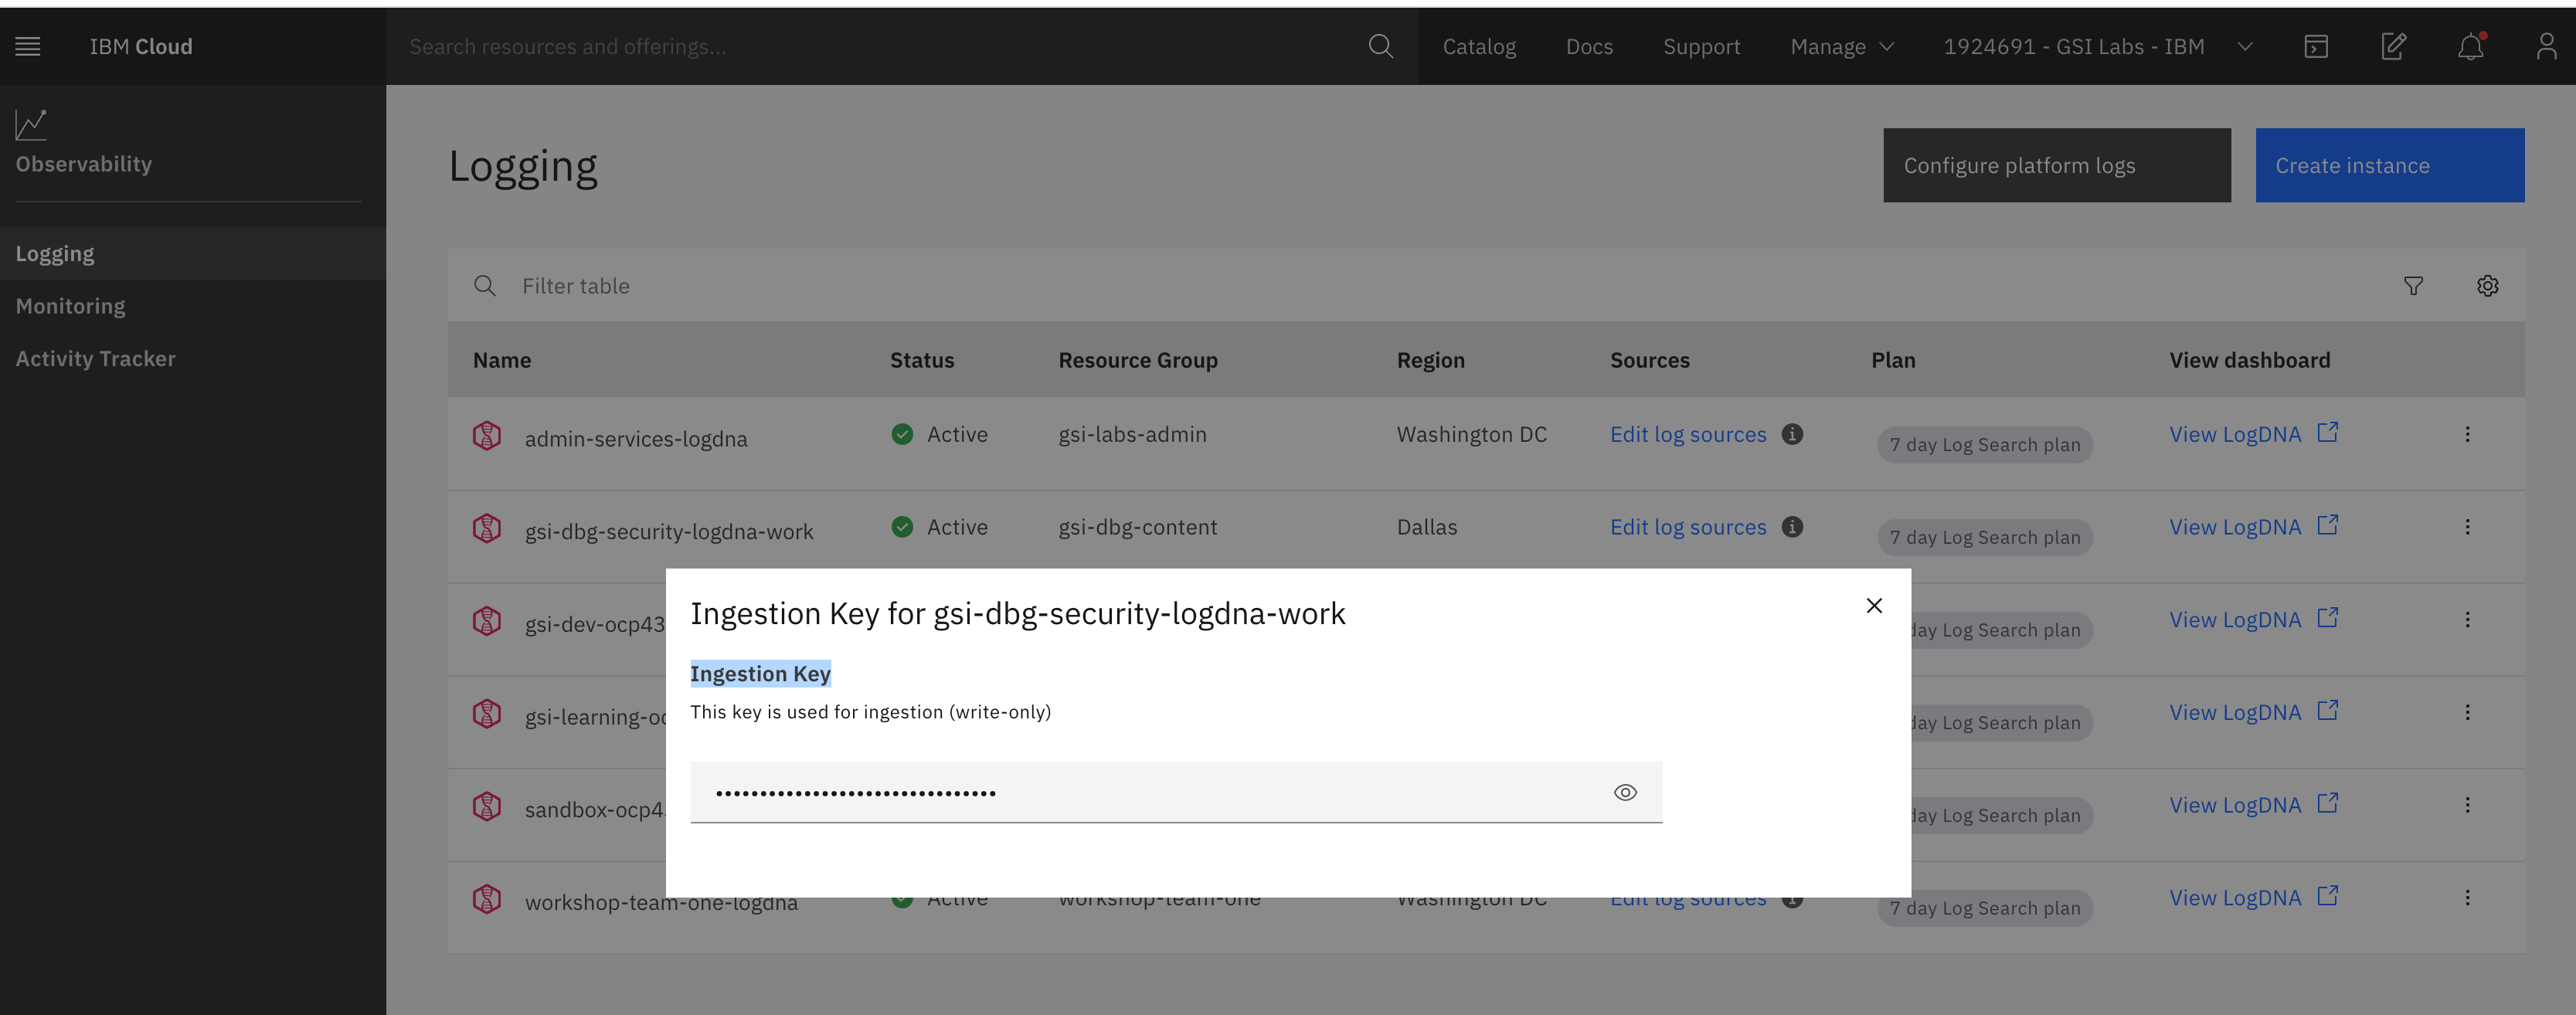 IBM Cloud
Search resources and offerings...
Catalog
Docs
Support
Manage
1924691 - GSI Labs - IBM
Observability
Logging
Monitoring
Activity Tracker
Logging
Configure platform logs
Create instance
Filter table
Name Status Resource Group Region Sources Plan View dashboard
admin-services-logdna Active gsi-labs-admin Washington DC Edit log sources 7 day Log Search plan View LogDNA
gsi-dbg-security-logdna-work Active gsi-dbg-content Dallas Edit log sources 7 day Log Search plan View LogDNA
gsi-dev-ocp43 day Log Search plan View LogDNA
gsi-learning-oc day Log Search plan View LogDNA
sandbox-ocp4 day Log Search plan View LogDNA
workshop-team-one-logdna Active workshop-team-one Washington DC Edit log sources 7 day Log Search plan View LogDNA
Ingestion Key for gsi-dbg-security-logdna-work
Ingestion Key
This key is used for ingestion (write-only)
••••••••••••••••••••••••••••••••